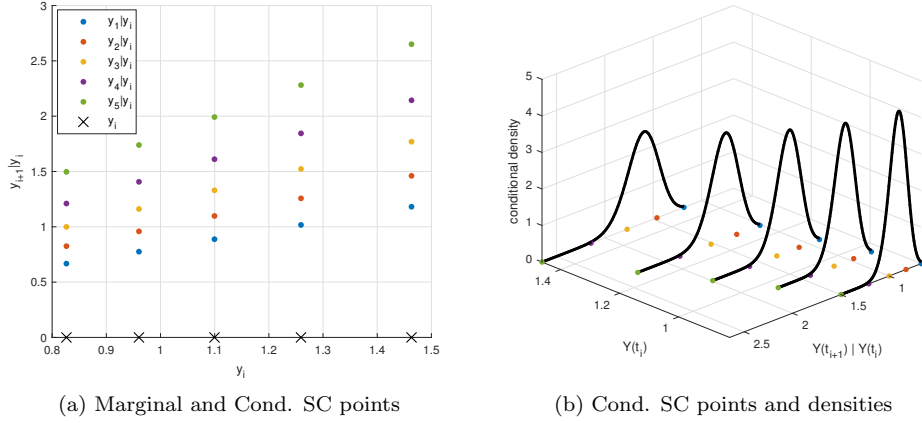 3
2.5
2
1.5
1
0.5
0
y_{i+1}|y_i
y_1|y_i
y_2|y_i
y_3|y_i
y_4|y_i
y_5|y_i
y_i
0.8 0.9 1 1.1 1.2 1.3 1.4 1.5
y_i
(a) Marginal and Cond. SC points
5
4
3
2
1
0
conditional density
1.4 1.2 1
Y(t_i)
2.5 2 1.5 1
Y(t_{i+1}) | Y(t_i)
(b) Cond. SC points and densities